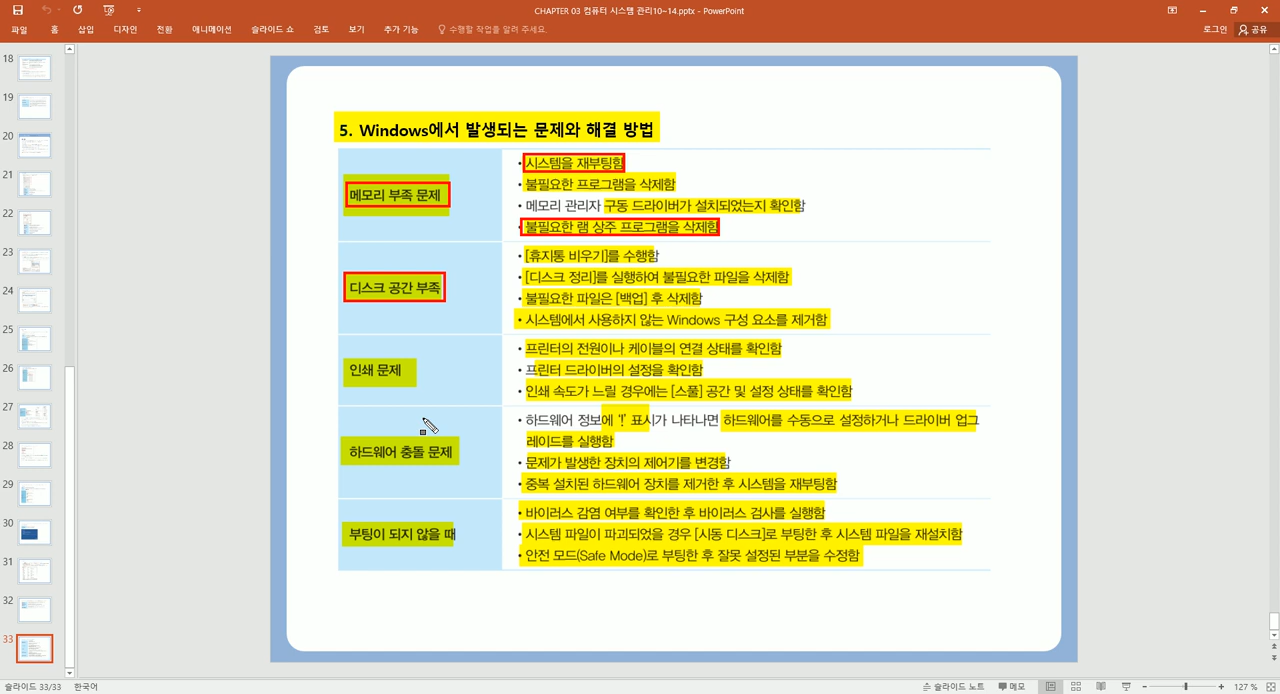 CHAPTER 03 컴퓨터 시스템 관리10~14.pptx - PowerPoint
파일 홈 삽입 디자인 전환 애니메이션 슬라이드 쇼 검토 보기 추가 기능 수행할 작업을 알려 주세요. 로그인 공유
18
19
20
21
22
23
24
25
26
27
28
29
30
31
32
33
5. Windows에서 발생되는 문제와 해결 방법
메모리 부족 문제
• 시스템을 재부팅함
• 불필요한 프로그램을 삭제함
• 메모리 관리자 구동 드라이버가 설치되었는지 확인함
• 불필요한 램 상주 프로그램을 삭제함
디스크 공간 부족
• [휴지통 비우기]를 수행함
• [디스크 정리]를 실행하여 불필요한 파일을 삭제함
• 불필요한 파일은 [백업] 후 삭제함
• 시스템에서 사용하지 않는 Windows 구성 요소를 제거함
인쇄 문제
• 프린터의 전원이나 케이블의 연결 상태를 확인함
• 프린터 드라이버의 설정을 확인함
• 인쇄 속도가 느릴 경우에는 [스풀] 공간 및 설정 상태를 확인함
하드웨어 충돌 문제
• 하드웨어 정보에 '!' 표시가 나타나면 하드웨어를 수동으로 설정하거나 드라이버 업그
레이드를 실행함
• 문제가 발생한 장치의 제어기를 변경함
• 중복 설치된 하드웨어 장치를 제거한 후 시스템을 재부팅함
부팅이 되지 않을 때
• 바이러스 감염 여부를 확인한 후 바이러스 검사를 실행함
• 시스템 파일이 파괴되었을 경우 [시동 디스크]로 부팅한 후 시스템 파일을 재설치함
• 안전 모드(Safe Mode)로 부팅한 후 잘못 설정된 부분을 수정함
슬라이드 33/33 한국어 슬라이드 노트 메모 127 %